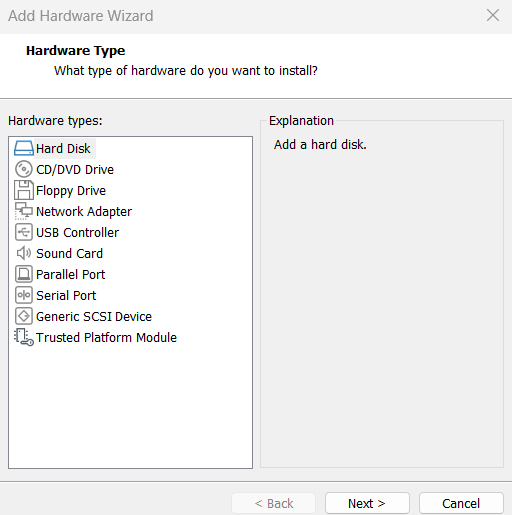 Add Hardware Wizard
Hardware Type
What type of hardware do you want to install?
Hardware types:
Hard Disk
CD/DVD Drive
Floppy Drive
Network Adapter
USB Controller
Sound Card
Parallel Port
Serial Port
Generic SCSI Device
Trusted Platform Module
Explanation
Add a hard disk.
< Back
Next >
Cancel